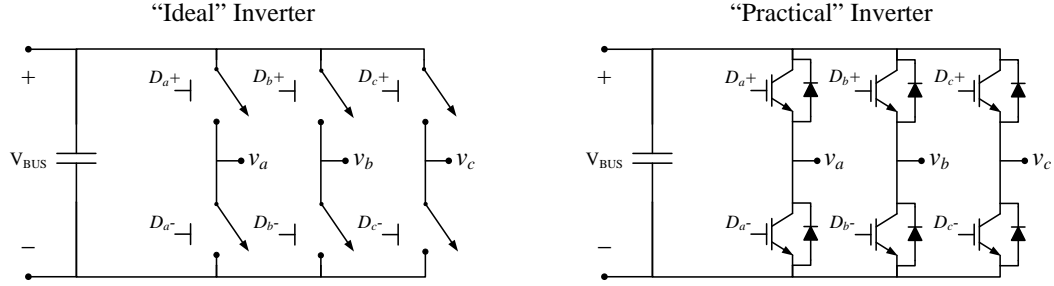 “Ideal” Inverter
“Practical” Inverter
+
Da+
Db+
Dc+
VBUS
va
vb
vc
−
Da-
Db-
Dc-
+
Da+
Db+
Dc+
VBUS
va
vb
vc
−
Da-
Db-
Dc-